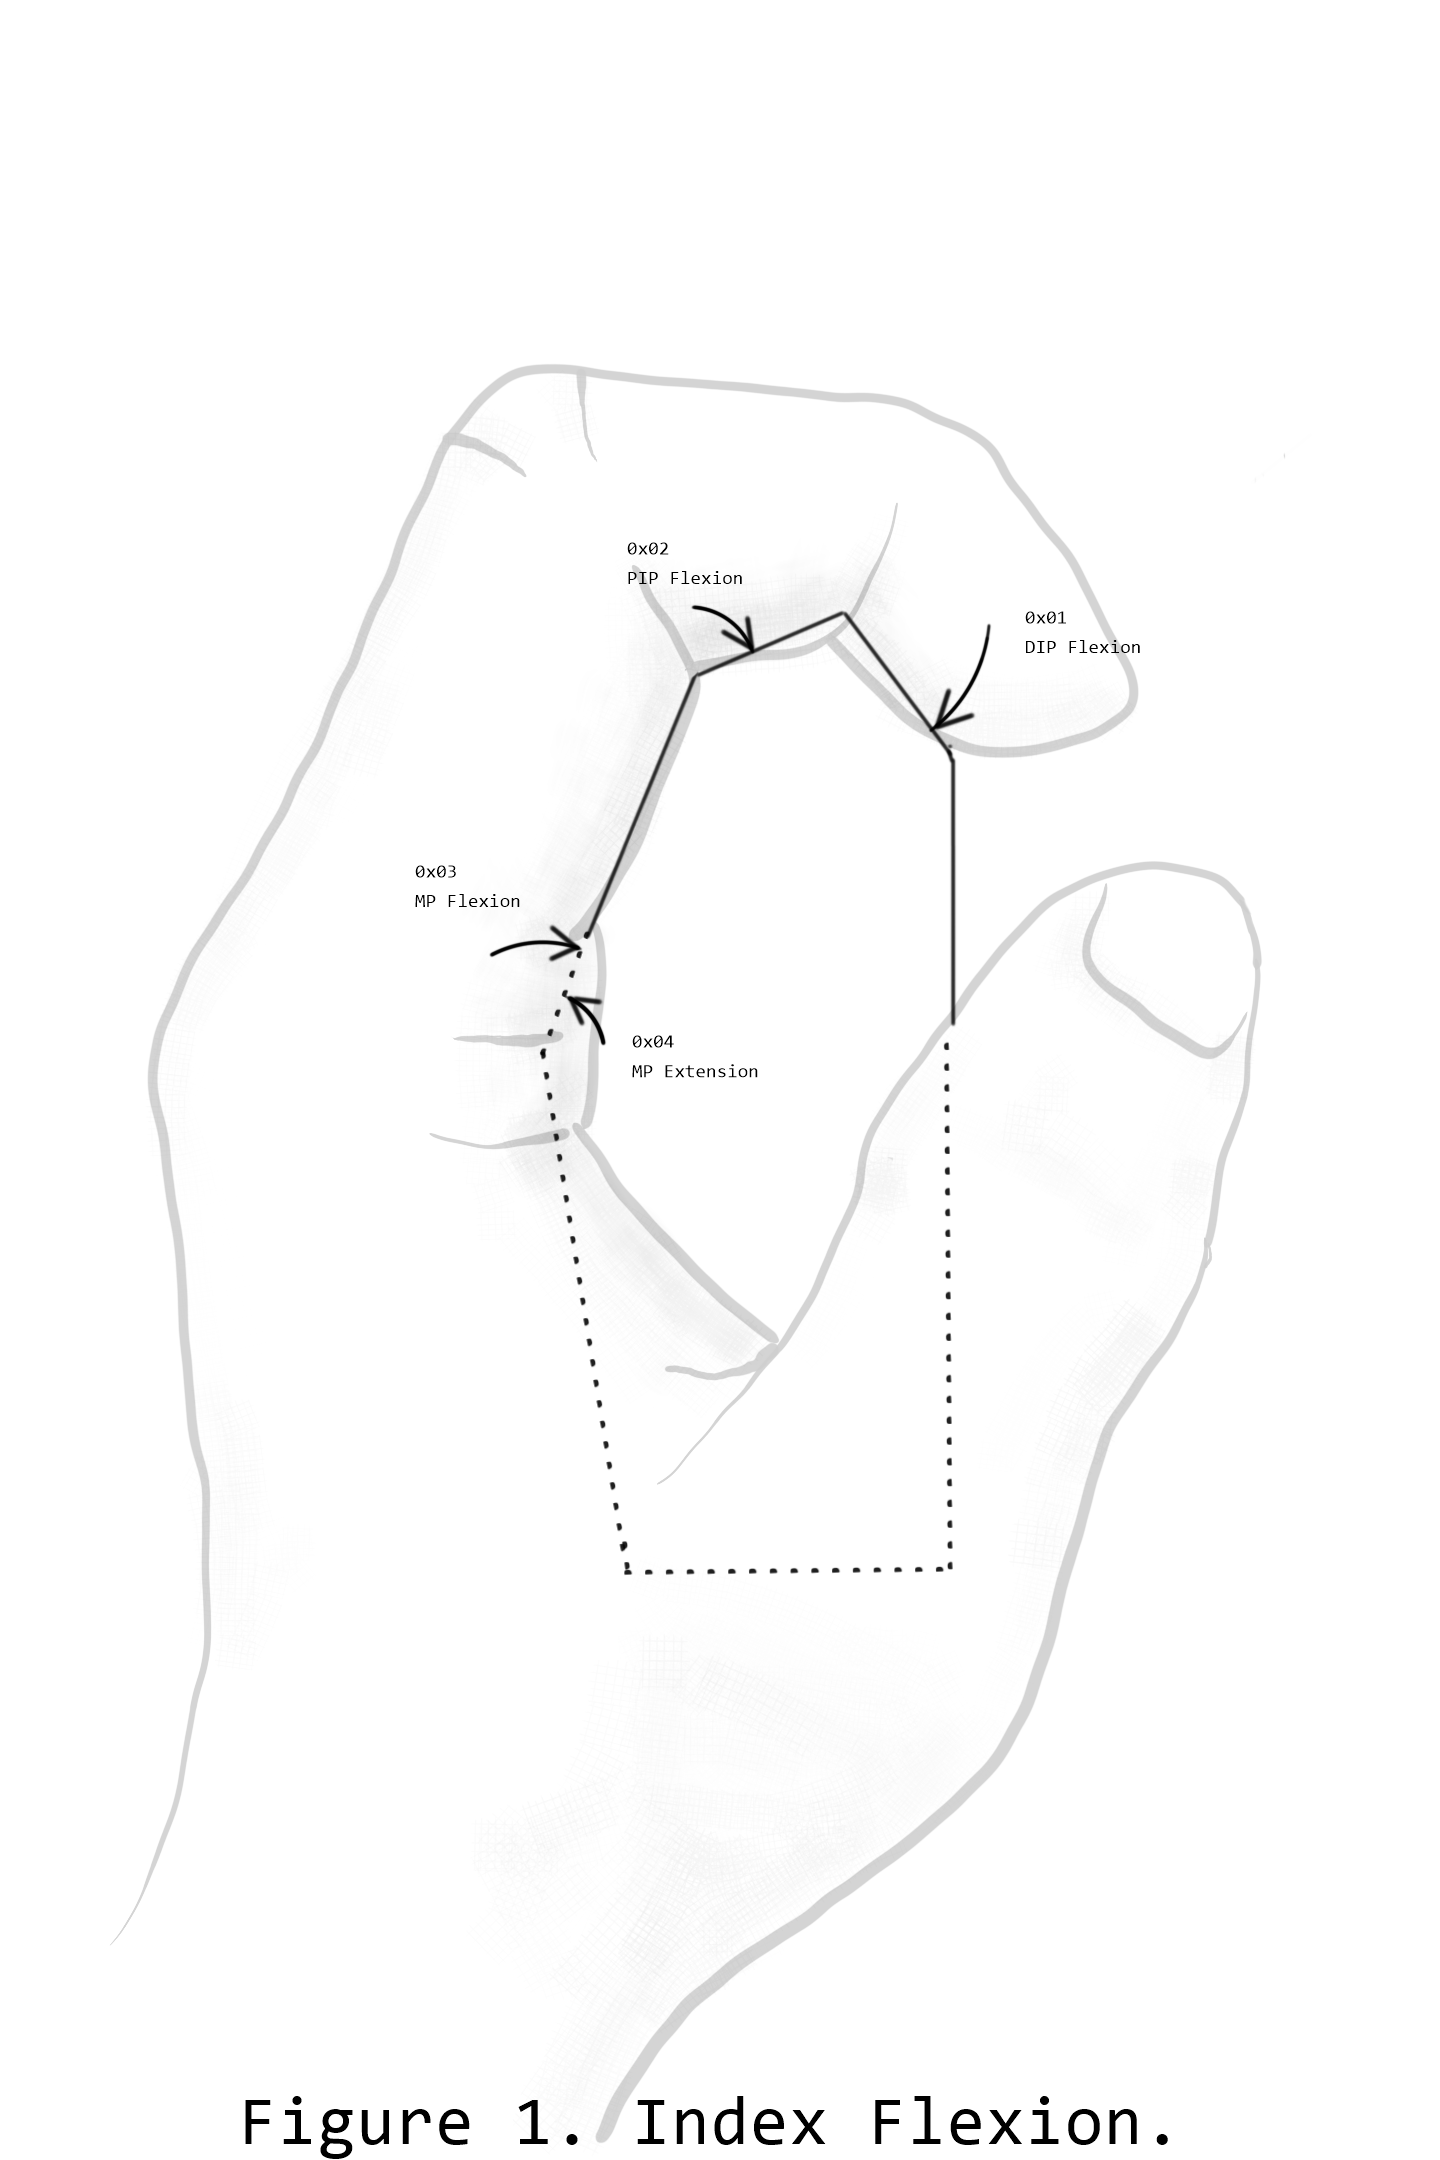 0x02
PIP Flexion
0x01
DIP Flexion
0x03
MP Flexion
0x04
MP Extension
Figure 1. Index Flexion.